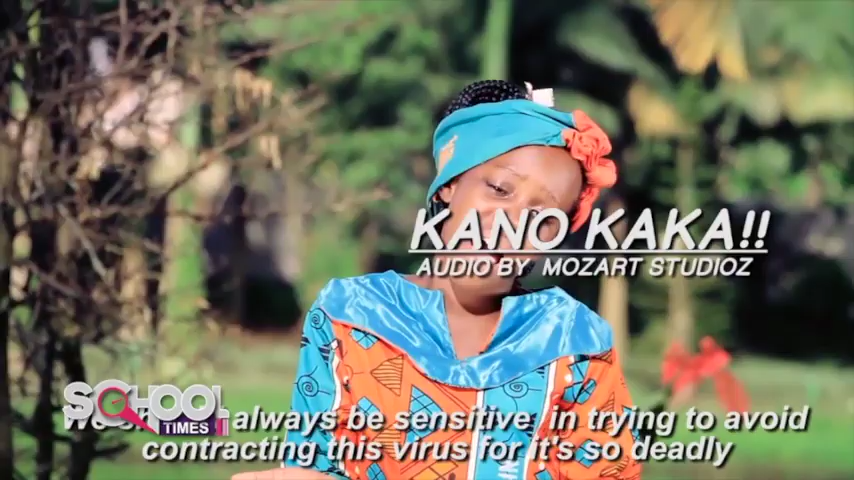 KANO KAKA!!
AUDIO BY MOZART STUDIOZ
SCHOOL
TIMES
always be sensitive in trying to avoid
contracting this virus for it's so deadly